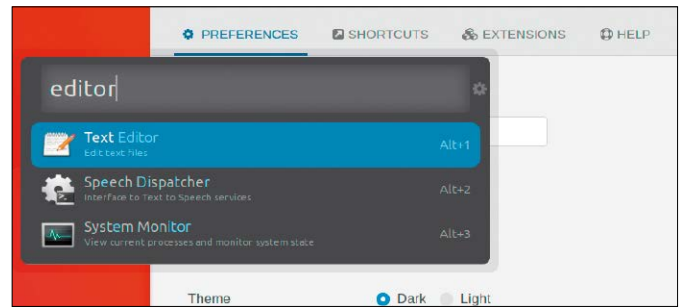 PREFERENCES SHORTCUTS EXTENSIONS HELP
editor
Text Editor
Edit text files
Alt+1
Speech Dispatcher
Interface to Text to Speech services
Alt+2
System Monitor
View current processes and monitor system state
Alt+3
Theme Dark Light